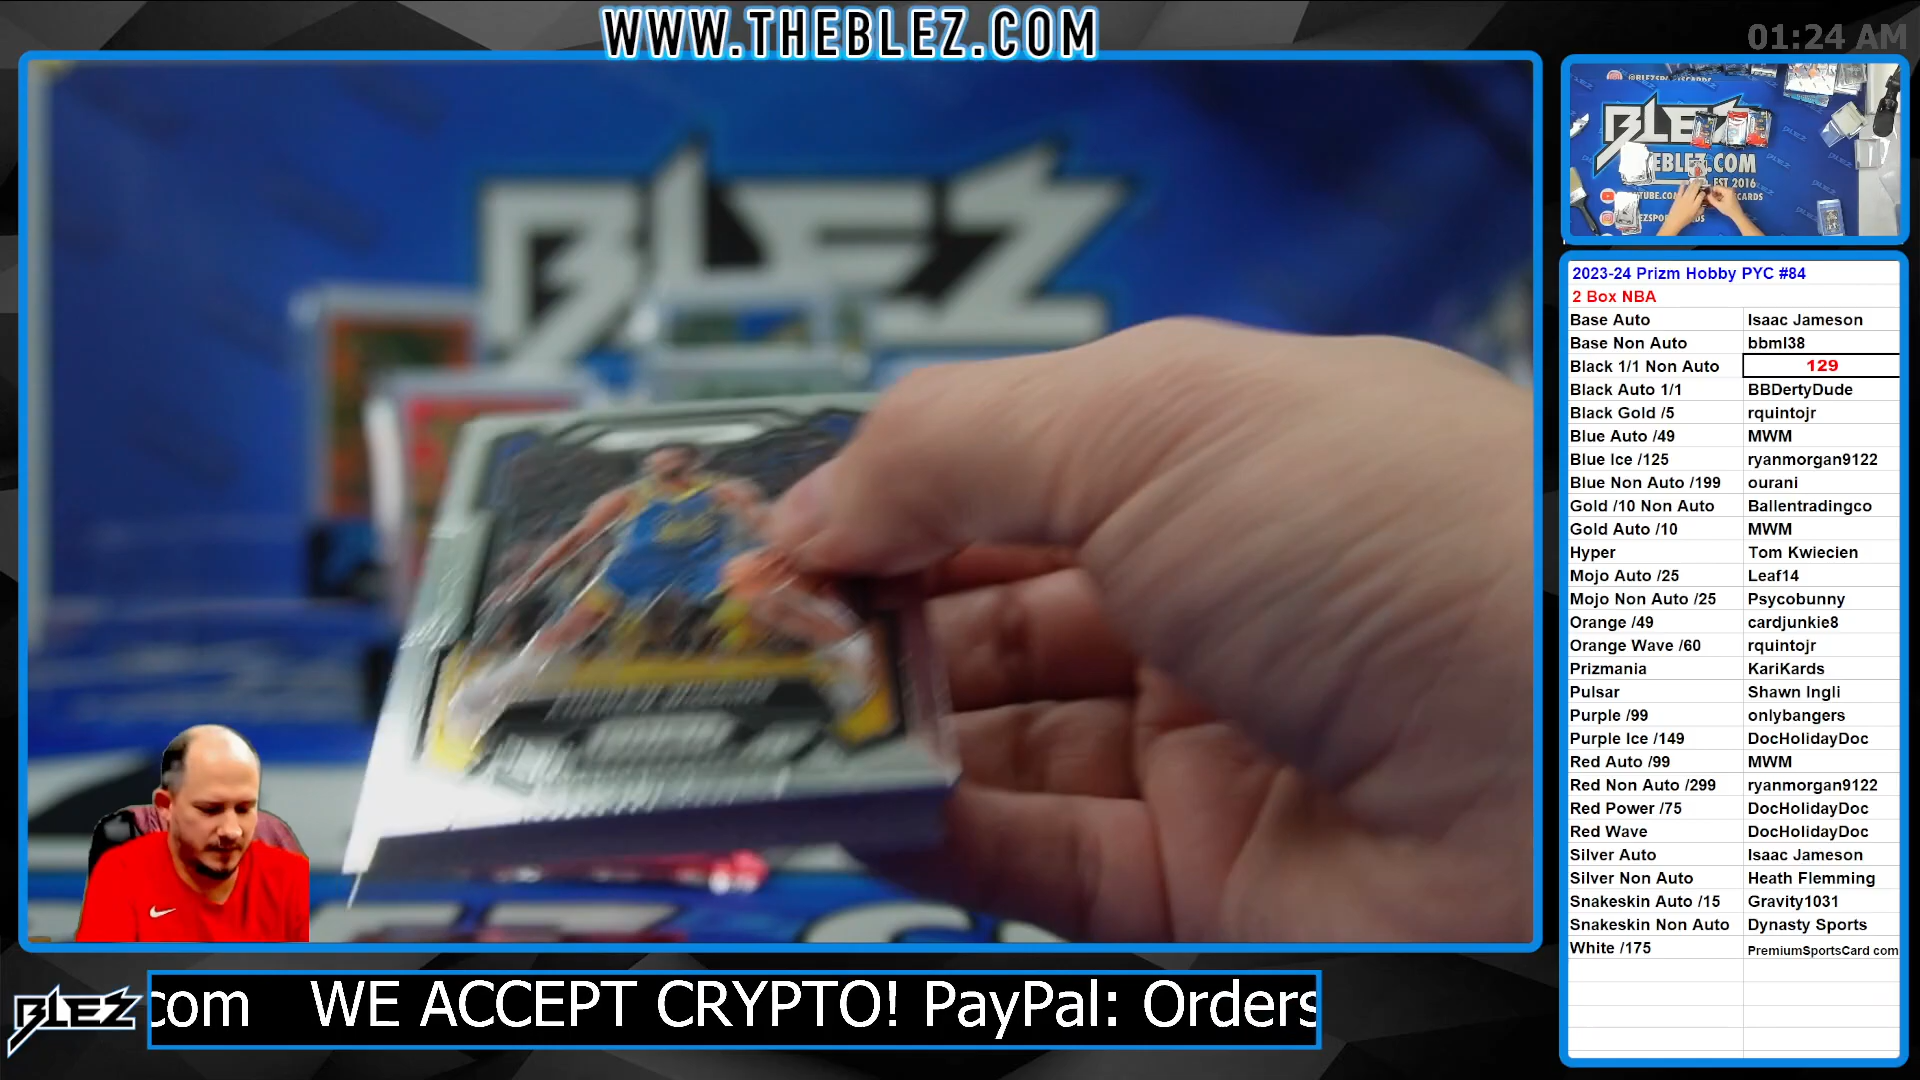 WWW.THEBLEZ.COM
01:24 AM
BLEZ
BLEZ
EBLEZ.COM
EST 2016
2023-24 Prizm Hobby PYC #84
2 Box NBA
Base Auto Isaac Jameson
Base Non Auto bbml38
Black 1/1 Non Auto 129
Black Auto 1/1 BBDertyDude
Black Gold /5 rquintojr
Blue Auto /49 MWM
Blue Ice /125 ryanmorgan9122
Blue Non Auto /199 ourani
Gold /10 Non Auto Ballentradingco
Gold Auto /10 MWM
Hyper Tom Kwiecien
Mojo Auto /25 Leaf14
Mojo Non Auto /25 Psycobunny
Orange /49 cardjunkie8
Orange Wave /60 rquintojr
Prizmania KariKards
Pulsar Shawn Ingli
Purple /99 onlybangers
Purple Ice /149 DocHolidayDoc
Red Auto /99 MWM
Red Non Auto /299 ryanmorgan9122
Red Power /75 DocHolidayDoc
Red Wave DocHolidayDoc
Silver Auto Isaac Jameson
Silver Non Auto Heath Flemming
Snakeskin Auto /15 Gravity1031
Snakeskin Non Auto Dynasty Sports
White /175 PremiumSportsCard com
BLEZ
com WE ACCEPT CRYPTO! PayPal: Orders